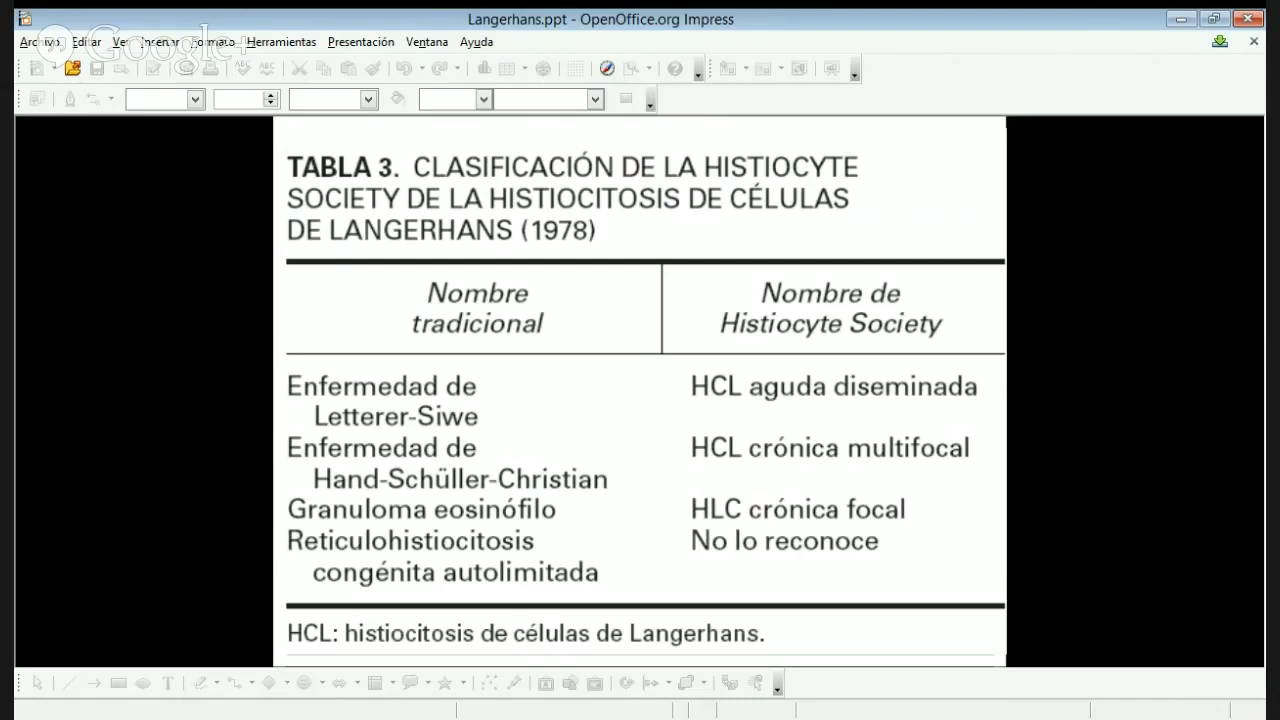 Langerhans.ppt - OpenOffice.org Impress
Archivo Editar Ver Insertar Formato Herramientas Presentación Ventana Ayuda
Google+
TABLA 3. CLASIFICACIÓN DE LA HISTIOCYTE
SOCIETY DE LA HISTIOCITOSIS DE CÉLULAS
DE LANGERHANS (1978)
Nombre
tradicional
Nombre de
Histiocyte Society
Enfermedad de HCL aguda diseminada
Letterer-Siwe
Enfermedad de HCL crónica multifocal
Hand-Schüller-Christian
Granuloma eosinófilo HLC crónica focal
Reticulohistiocitosis No lo reconoce
congénita autolimitada
HCL: histiocitosis de células de Langerhans.